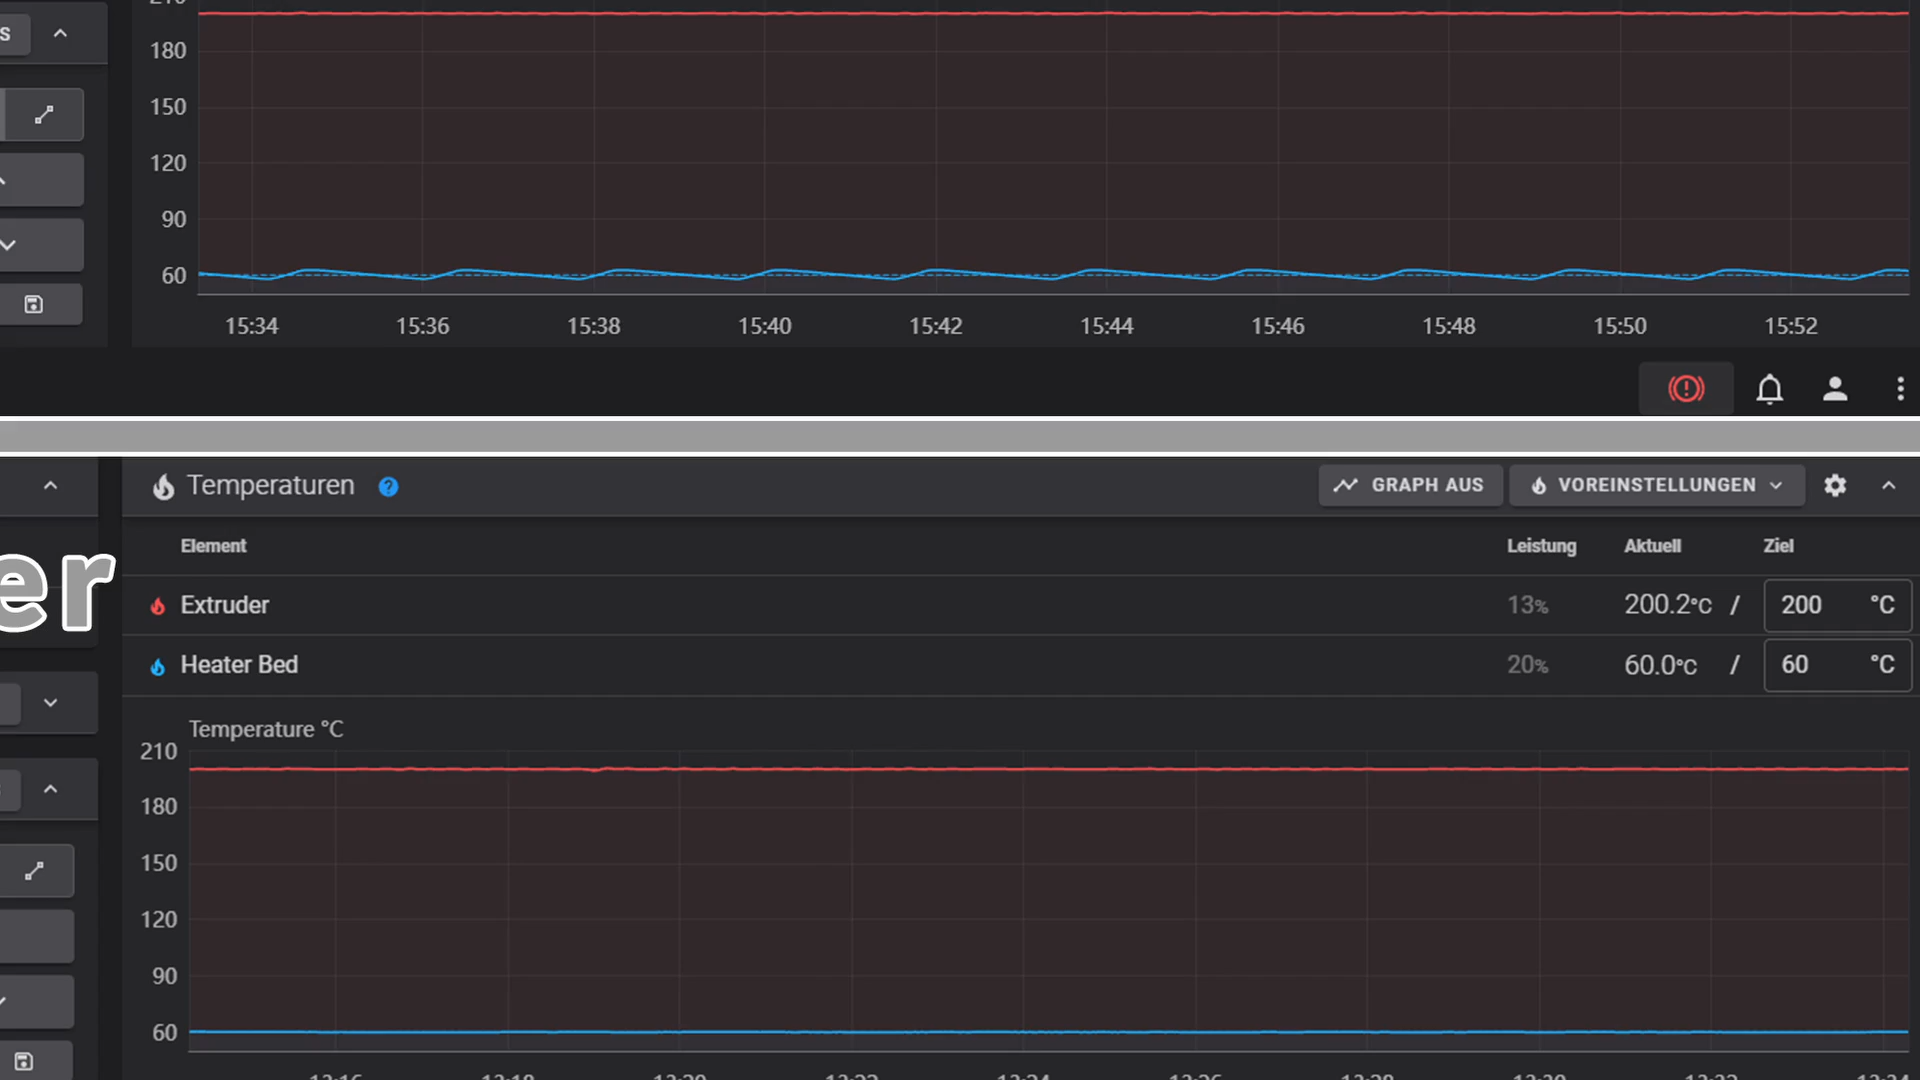 S
180
150
120
90
60
15:34 15:36 15:38 15:40 15:42 15:44 15:46 15:48 15:50 15:52
Temperaturen
GRAPH AUS VOREINSTELLUNGEN
Element Leistung Aktuell Ziel
er
Extruder 13% 200.2°C / 200 °C
Heater Bed 20% 60.0°C / 60 °C
Temperature °C
210
180
150
120
90
60